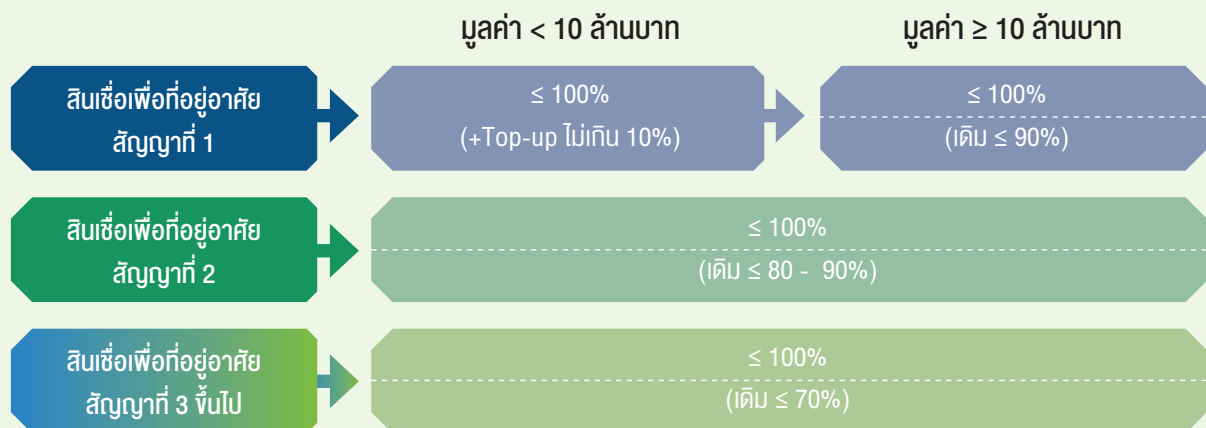 มูลค่า < 10 ล้านบาท
มูลค่า ≥ 10 ล้านบาท
สินเชื่อเพื่อที่อยู่อาศัย
สัญญาที่ 1
≤ 100%
(+Top-up ไม่เกิน 10%)
≤ 100%
(เดิม ≤ 90%)
สินเชื่อเพื่อที่อยู่อาศัย
สัญญาที่ 2
≤ 100%
(เดิม ≤ 80 - 90%)
สินเชื่อเพื่อที่อยู่อาศัย
สัญญาที่ 3 ขึ้นไป
≤ 100%
(เดิม ≤ 70%)